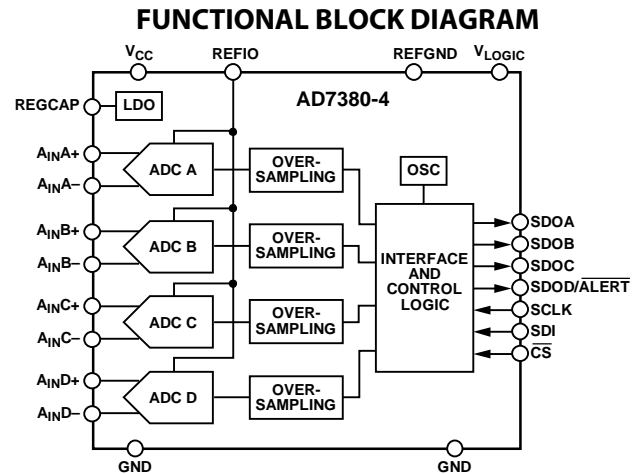 FUNCTIONAL BLOCK DIAGRAM
VCC
REFIO
REFGND
VLOGIC
REGCAP
LDO
AD7380-4
AINA+
AINA−
ADC A
OVER-
SAMPLING
OSC
AINB+
AINB−
ADC B
OVER-
SAMPLING
INTERFACE
AND
CONTROL
LOGIC
SDOA
SDOB
SDOC
SDOD/ALERT
SCLK
SDI
CS
AINC+
AINC−
ADC C
OVER-
SAMPLING
AIND+
AIND−
ADC D
OVER-
SAMPLING
GND
GND